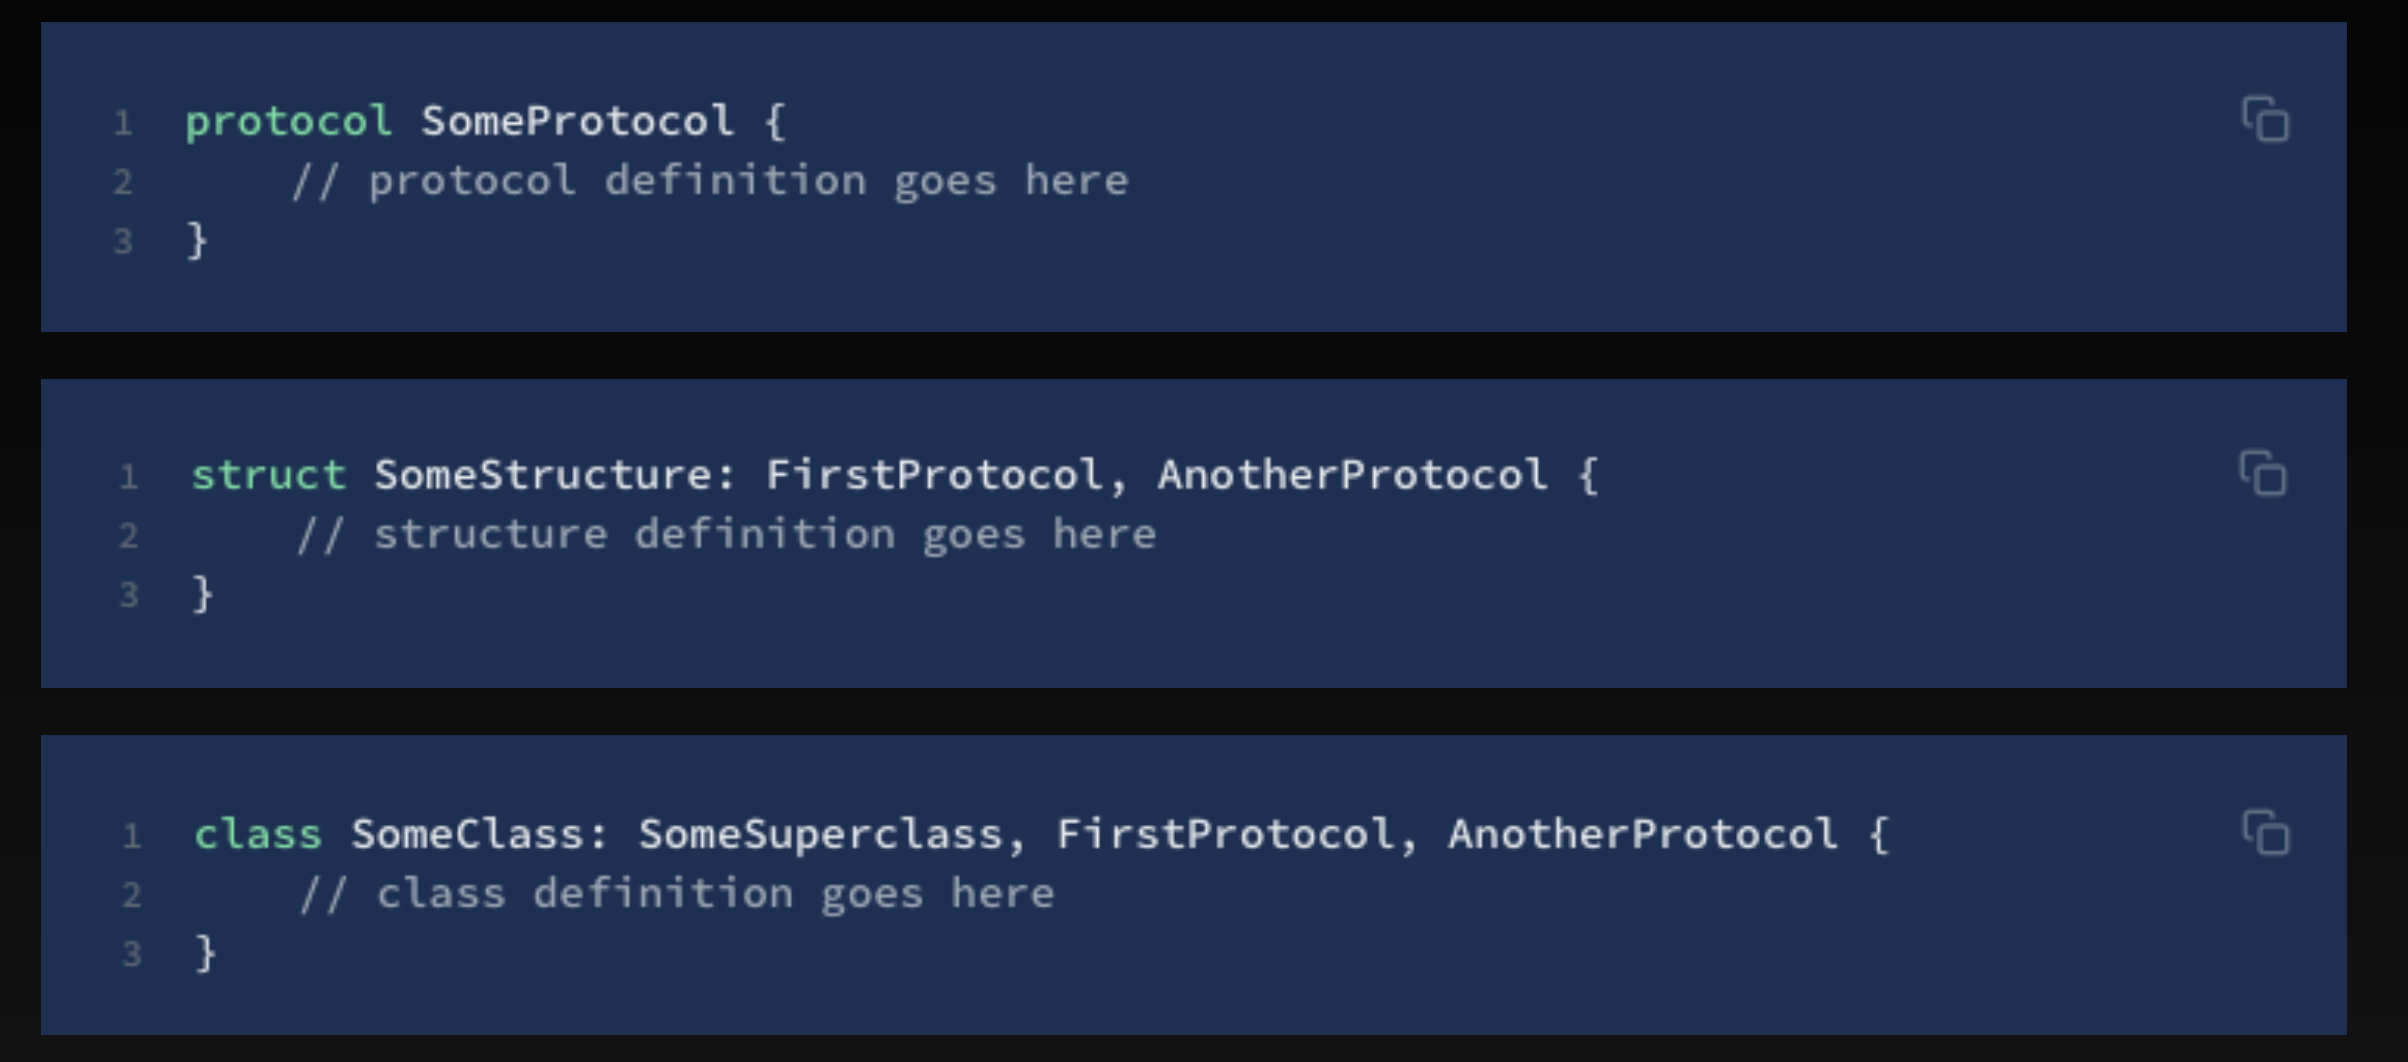 1 protocol SomeProtocol {
2     // protocol definition goes here
3 }
1 struct SomeStructure: FirstProtocol, AnotherProtocol {
2     // structure definition goes here
3 }
1 class SomeClass: SomeSuperclass, FirstProtocol, AnotherProtocol {
2     // class definition goes here
3 }